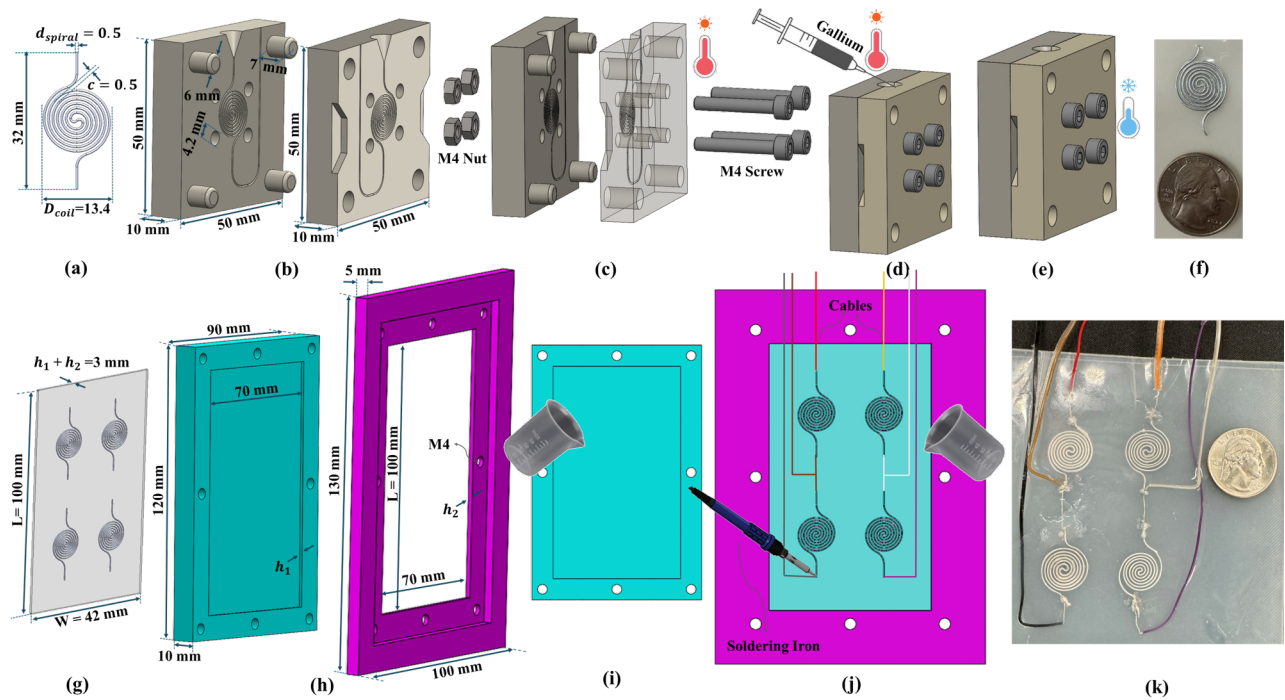 d_spiral = 0.5
c = 0.5
32 mm
D_coil=13.4
(a)
50 mm
6 mm
7 mm
4.2 mm
10 mm
50 mm
50 mm
10 mm
50 mm
(b)
M4 Nut
(c)
M4 Screw
Gallium
(d)
(e)
(f)
h₁ + h₂ =3 mm
L= 100 mm
W = 42 mm
(g)
90 mm
70 mm
120 mm
h₁
10 mm
5 mm
130 mm
L = 100 mm
M4
h₂
70 mm
100 mm
(h)
(i)
Cables
Soldering Iron
(j)
(k)